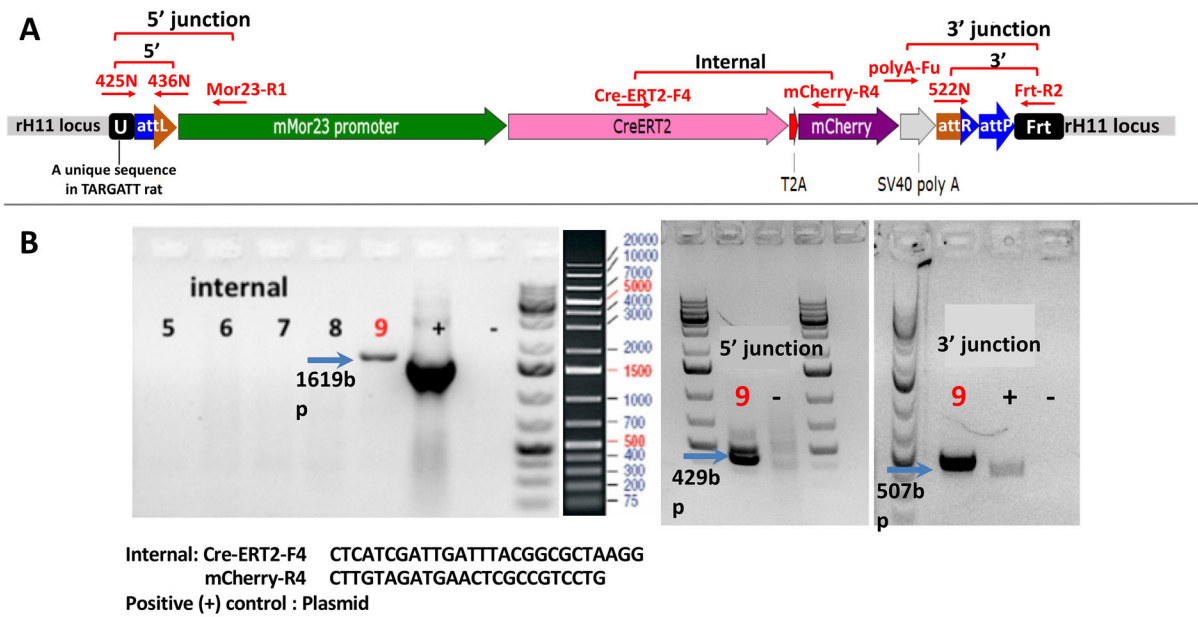 A
5’ junction
3’ junction
5’
Internal
polyA-Fu
3’
425N
436N
Mor23-R1
Cre-ERT2-F4
mCherry-R4
522N
Frt-R2
rH11 locus
U
attL
mMor23 promoter
CreERT2
mCherry
attR
attP
Frt
rH11 locus
A unique sequence
in TARGATT rat
T2A
SV40 poly A
B
internal
5 6 7 8 9 + -
1619b
p
20000
10000
7000
5000
4000
3000
2000
1500
1000
700
500
400
300
200
75
5’ junction
9 -
429b
p
3’ junction
9 + -
507b
p
Internal: Cre-ERT2-F4 CTCATCGATTGATTTACGGCGCTAAGG
mCherry-R4 CTTGTAGATGAACTCGCCGTCCTG
Positive (+) control : Plasmid